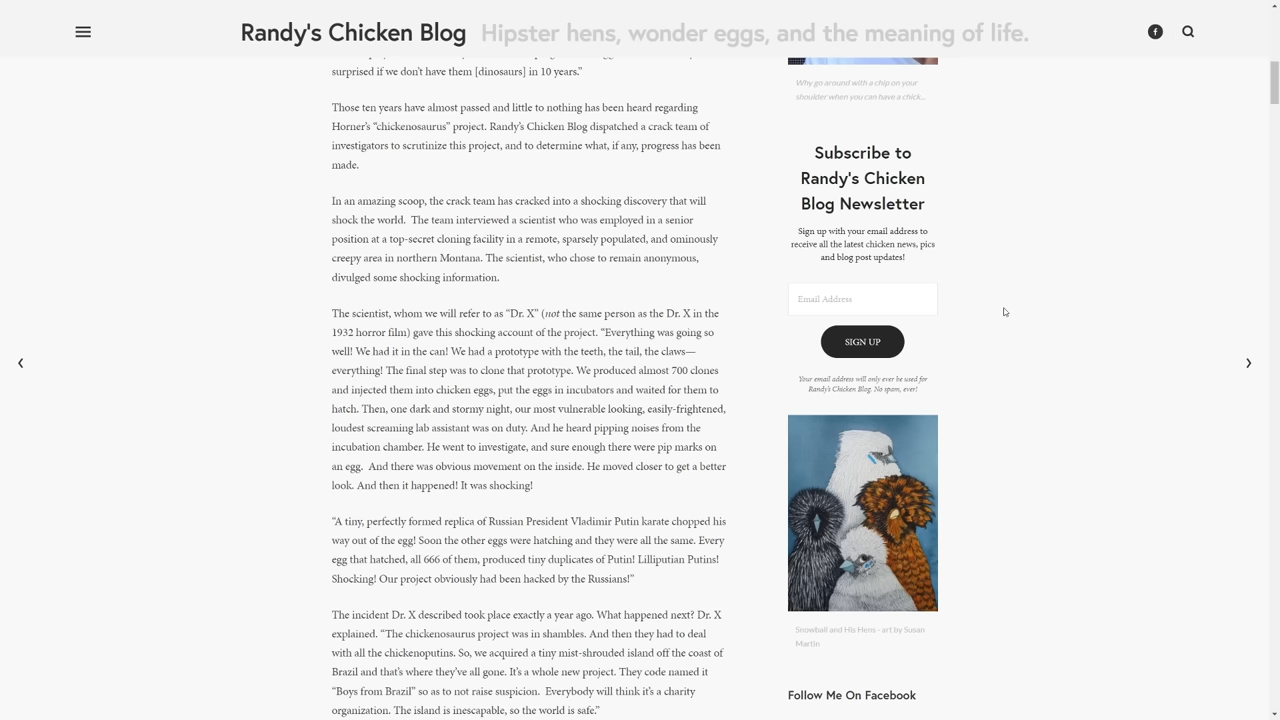 Randy's Chicken Blog Hipster hens, wonder eggs, and the meaning of life.
surprised if we don't have them [dinosaurs] in 10 years."
Those ten years have almost passed and little to nothing has been heard regarding
Horner's "chickenosaurus" project. Randy's Chicken Blog dispatched a crack team of
investigators to scrutinize this project, and to determine what, if any, progress has been
made.
In an amazing scoop, the crack team has cracked into a shocking discovery that will
shock the world. The team interviewed a scientist who was employed in a senior
position at a top-secret cloning facility in a remote, sparsely populated, and ominously
creepy area in northern Montana. The scientist, who chose to remain anonymous,
divulged some shocking information.
The scientist, whom we will refer to as "Dr. X" (not the same person as the Dr. X in the
1932 horror film) gave this shocking account of the project. "Everything was going so
well! We had it in the can! We had a prototype with the teeth, the tail, the claws—
everything! The final step was to clone that prototype. We produced almost 700 clones
and injected them into chicken eggs, put the eggs in incubators and waited for them to
hatch. Then, one dark and stormy night, our most vulnerable looking, easily-frightened,
loudest screaming lab assistant was on duty. And he heard pipping noises from the
incubation chamber. He went to investigate, and sure enough there were pip marks on
an egg. And there was obvious movement on the inside. He moved closer to get a better
look. And then it happened! It was shocking!
"A tiny, perfectly formed replica of Russian President Vladimir Putin karate chopped his
way out of the egg! Soon the other eggs were hatching and they were all the same. Every
egg that hatched, all 666 of them, produced tiny duplicates of Putin! Lilliputian Putins!
Shocking! Our project obviously had been hacked by the Russians!"
The incident Dr. X described took place exactly a year ago. What happened next? Dr. X
explained. "The chickenosaurus project was in shambles. And then they had to deal
with all the chickenoputins. So, we acquired a tiny mist-shrouded island off the coast of
Brazil and that's where they've all gone. It's a whole new project. They code named it
"Boys from Brazil" so as to not raise suspicion. Everybody will think it's a charity
organization. The island is inescapable, so the world is safe."
Why go around with a chip on your
shoulder when you can have a chick...
Subscribe to
Randy's Chicken
Blog Newsletter
Sign up with your email address to
receive all the latest chicken news, pics
and blog post updates!
Email Address
SIGN UP
Your email address will only ever be used for
Randy's Chicken Blog. No spam, ever!
Snowball and His Hens - art by Susan
Martin
Follow Me On Facebook